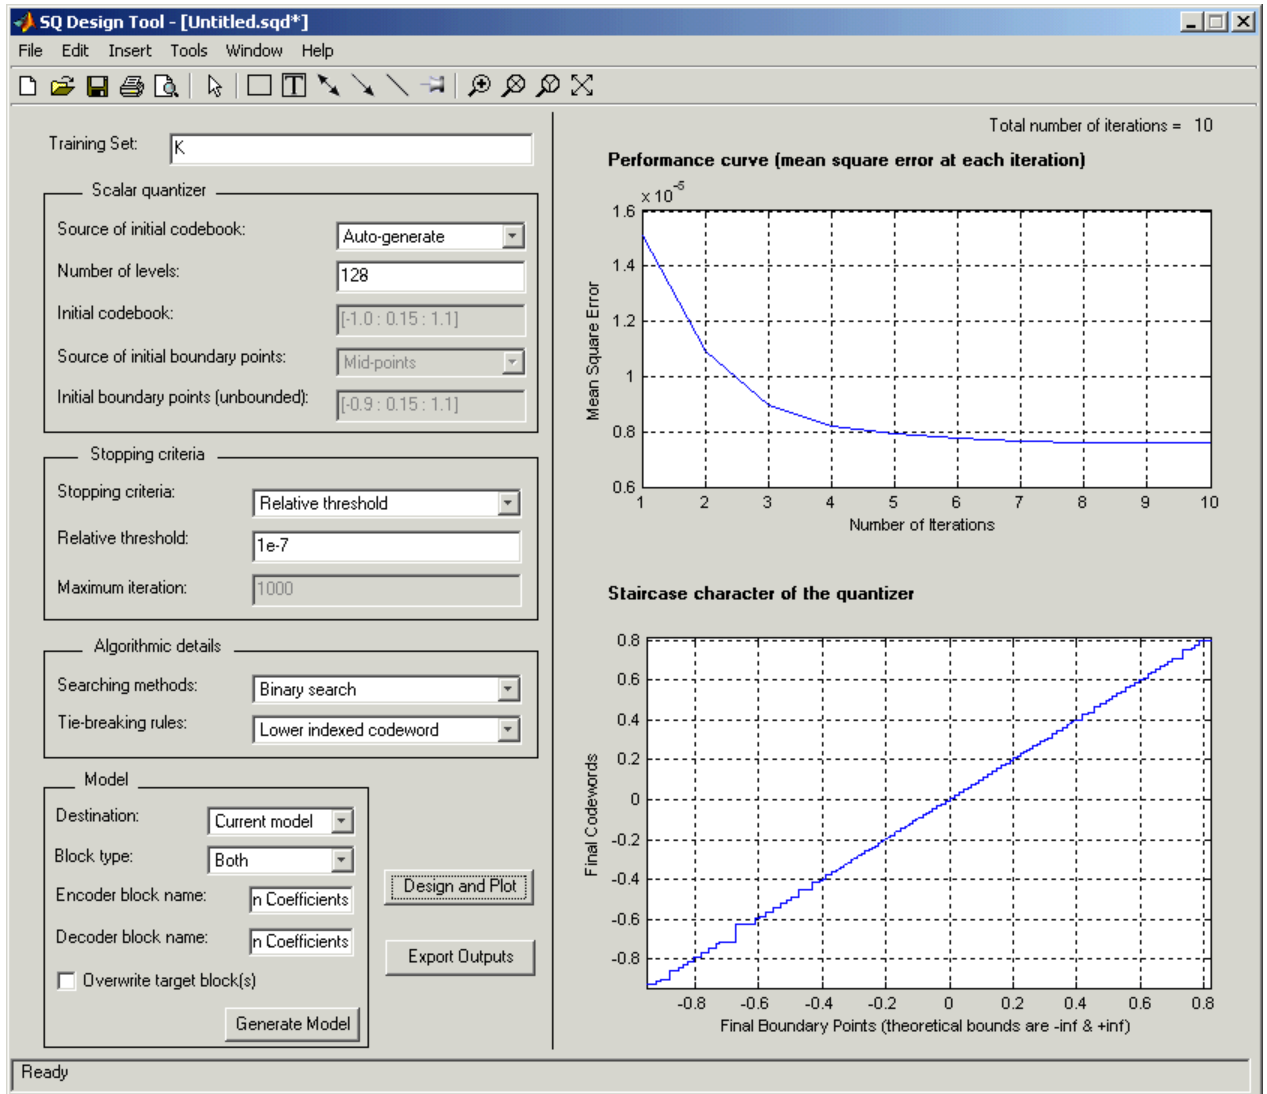 SQ Design Tool - [Untitled.sqd*]
File Edit Insert Tools Window Help
T
Training Set: K
Scalar quantizer
Source of initial codebook: Auto-generate
Number of levels: 128
Initial codebook: [-1.0 : 0.15 : 1.1]
Source of initial boundary points: Mid-points
Initial boundary points (unbounded): [-0.9 : 0.15 : 1.1]
Stopping criteria
Stopping criteria: Relative threshold
Relative threshold: 1e-7
Maximum iteration: 1000
Algorithmic details
Searching methods: Binary search
Tie-breaking rules: Lower indexed codeword
Model
Destination: Current model
Block type: Both
Encoder block name: n Coefficients
Decoder block name: n Coefficients
Overwrite target block(s)
Generate Model
Design and Plot
Export Outputs
Total number of iterations = 10
Performance curve (mean square error at each iteration)
x 10^-5
1.6
1.4
1.2
1
0.8
0.6
Mean Square Error
1 2 3 4 5 6 7 8 9 10
Number of Iterations
Staircase character of the quantizer
0.8
0.6
0.4
0.2
0
-0.2
-0.4
-0.6
-0.8
Final Codewords
-0.8 -0.6 -0.4 -0.2 0 0.2 0.4 0.6 0.8
Final Boundary Points (theoretical bounds are -inf & +inf)
Ready